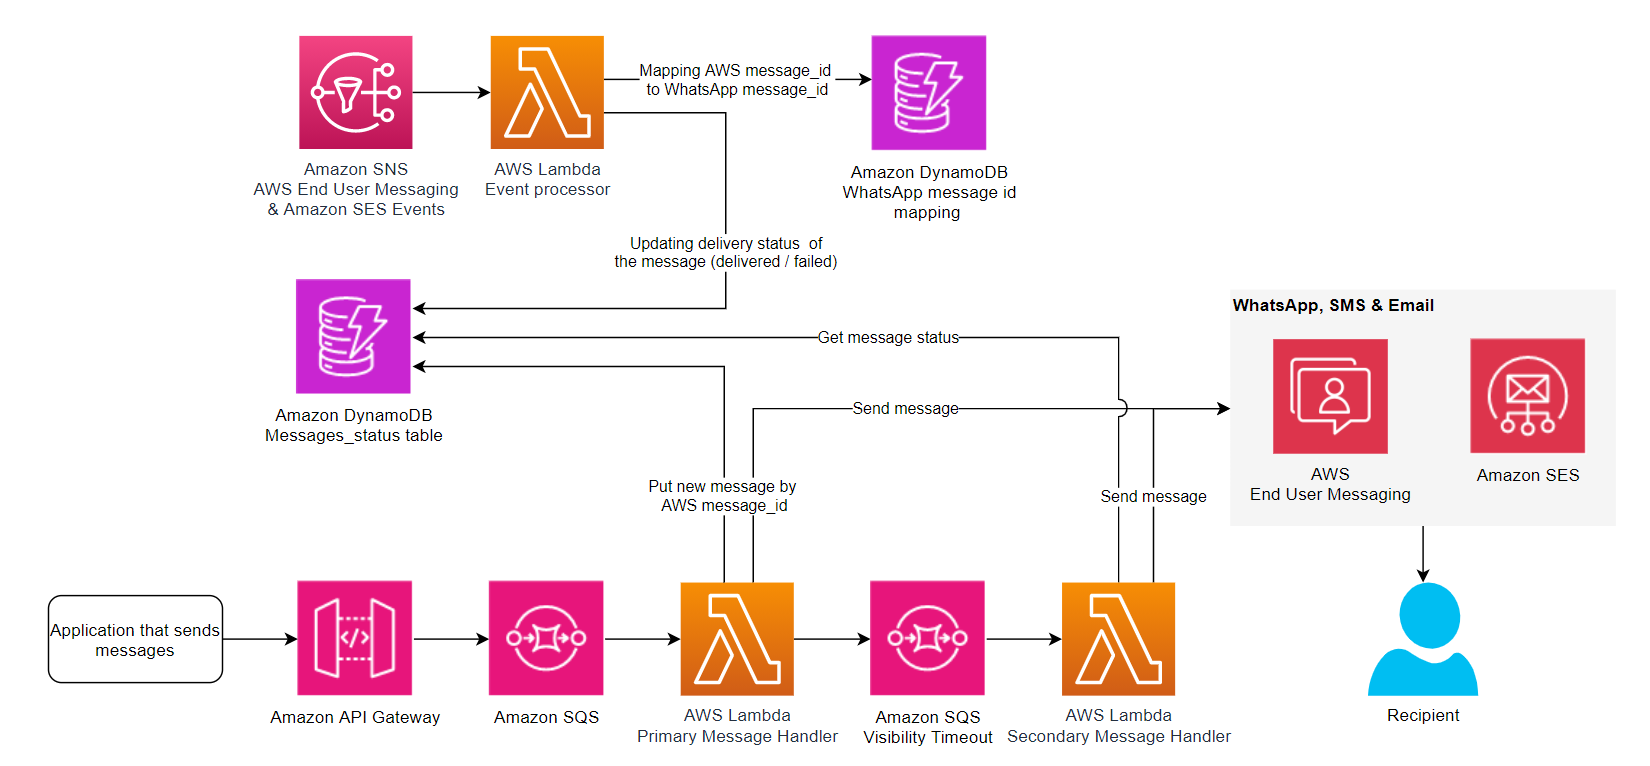 Amazon SNS
AWS End User Messaging
& Amazon SES Events
AWS Lambda
Event processor
Mapping AWS message_id
to WhatsApp message_id
Amazon DynamoDB
WhatsApp message id
mapping
Updating delivery status  of
the message (delivered / failed)
Amazon DynamoDB
Messages_status table
Get message status
Send message
Put new message by
AWS message_id
Send message
WhatsApp, SMS & Email
AWS
End User Messaging
Amazon SES
Application that sends
messages
</>
Amazon API Gateway
Amazon SQS
AWS Lambda
Primary Message Handler
Amazon SQS
Visibility Timeout
AWS Lambda
Secondary Message Handler
Recipient